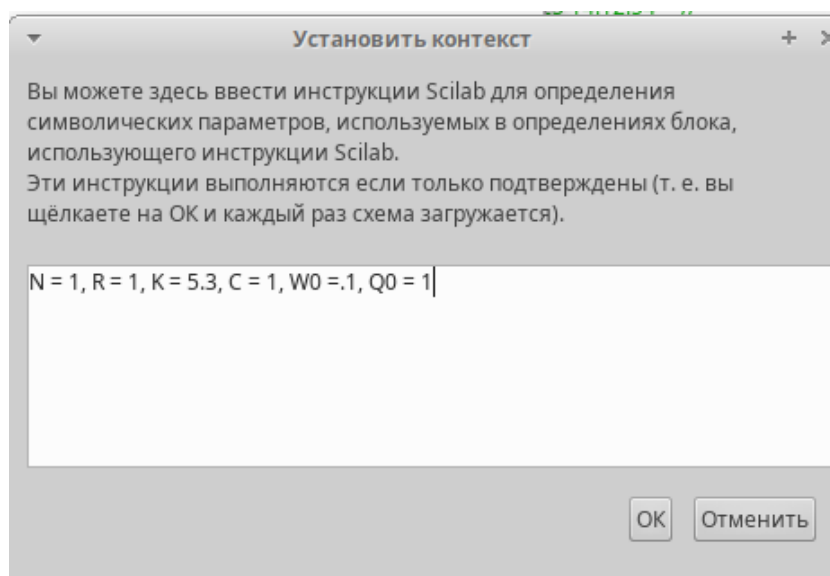 Установить контекст
Вы можете здесь ввести инструкции Scilab для определения
символических параметров, используемых в определениях блока,
использующего инструкции Scilab.
Эти инструкции выполняются если только подтверждены (т. е. вы
щёлкаете на ОК и каждый раз схема загружается).
N = 1, R = 1, K = 5.3, C = 1, W0 =.1, Q0 = 1
ОК
Отменить